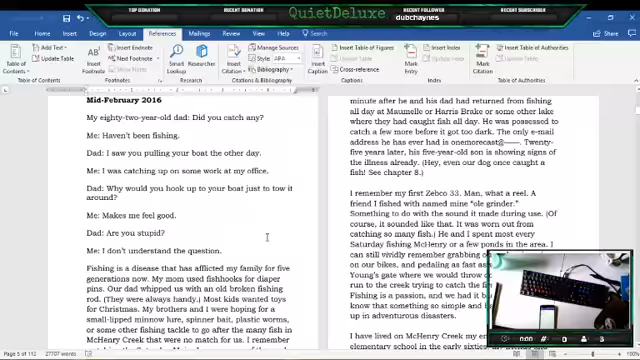 TOP DONATION
RECENT DONATION
QuietDeluxe
RECENT FOLLOWER
dubchaynes
RECENT SUBSCRIBER
File Home Insert Design Layout References Mailings Review View
Add Text
Update Table
Table of Contents
Insert Endnote
Next Footnote
Show Notes
Insert Footnote
Smart Lookup
Researcher
Manage Sources
Style: APA
Bibliography
Insert Citation
Insert Table of Figures
Update Table
Cross-reference
Insert Caption
Insert Index
Update Index
Mark Entry
Insert Table of Authorities
Update Table
Mark Citation
Table of Contents Footnotes Research Citations & Bibliography Captions Index Table of Authorities
Mid-February 2016
My eighty-two-year-old dad: Did you catch any?
Me: Haven't been fishing.
Dad: I saw you pulling your boat the other day.
Me: I was catching up on some work at my office.
Dad: Why would you hook up to your boat just to tow it
around?
Me: Makes me feel good.
Dad: Are you stupid?
Me: I don't understand the question.
Fishing is a disease that has afflicted my family for five
generations now. My mom used fishhooks for diaper
pins. Our dad whipped us with an old broken fishing
rod. (They were always handy.) Most kids wanted toys
for Christmas. My brothers and I were hoping for a
small-lipped minnow lure, spinner bait, plastic worms,
or some other fishing tackle to go after the many fish in
McHenry Creek that were no match for us. I remember
minute after he and his dad had returned from fishing
all day at Maumelle or Harris Brake or some other lake
where they had caught fish all day. He was possessed to
catch a few more before it got too dark. The only e-mail
address he has ever had is onemorecast@——. Twenty-
five years later, his five-year-old son is showing signs of
the illness already. (Hey, even our dog once caught a
fish! See chapter 8.)
I remember my first Zebco 33. Man, what a reel. A
friend I fished with named mine "ole grinder."
Something to do with the sound it made during use. (Of
course, it sounded like that. It was worn out from
catching so many fish.) He and I spent most every
Saturday fishing McHenry or a few ponds in the area. I
can still vividly remember grabbing
on our bikes, and pedaling as fast as
Young's gate where we would throw
run to the creek trying to catch the fi
Fishing is a passion, and we had it b
know that something so simple and
up in adventurous disasters.
I have lived on McHenry Creek my en
elementary school in the early sixties
0:00 # 0 3
Page 5 of 112 27707 words
160%